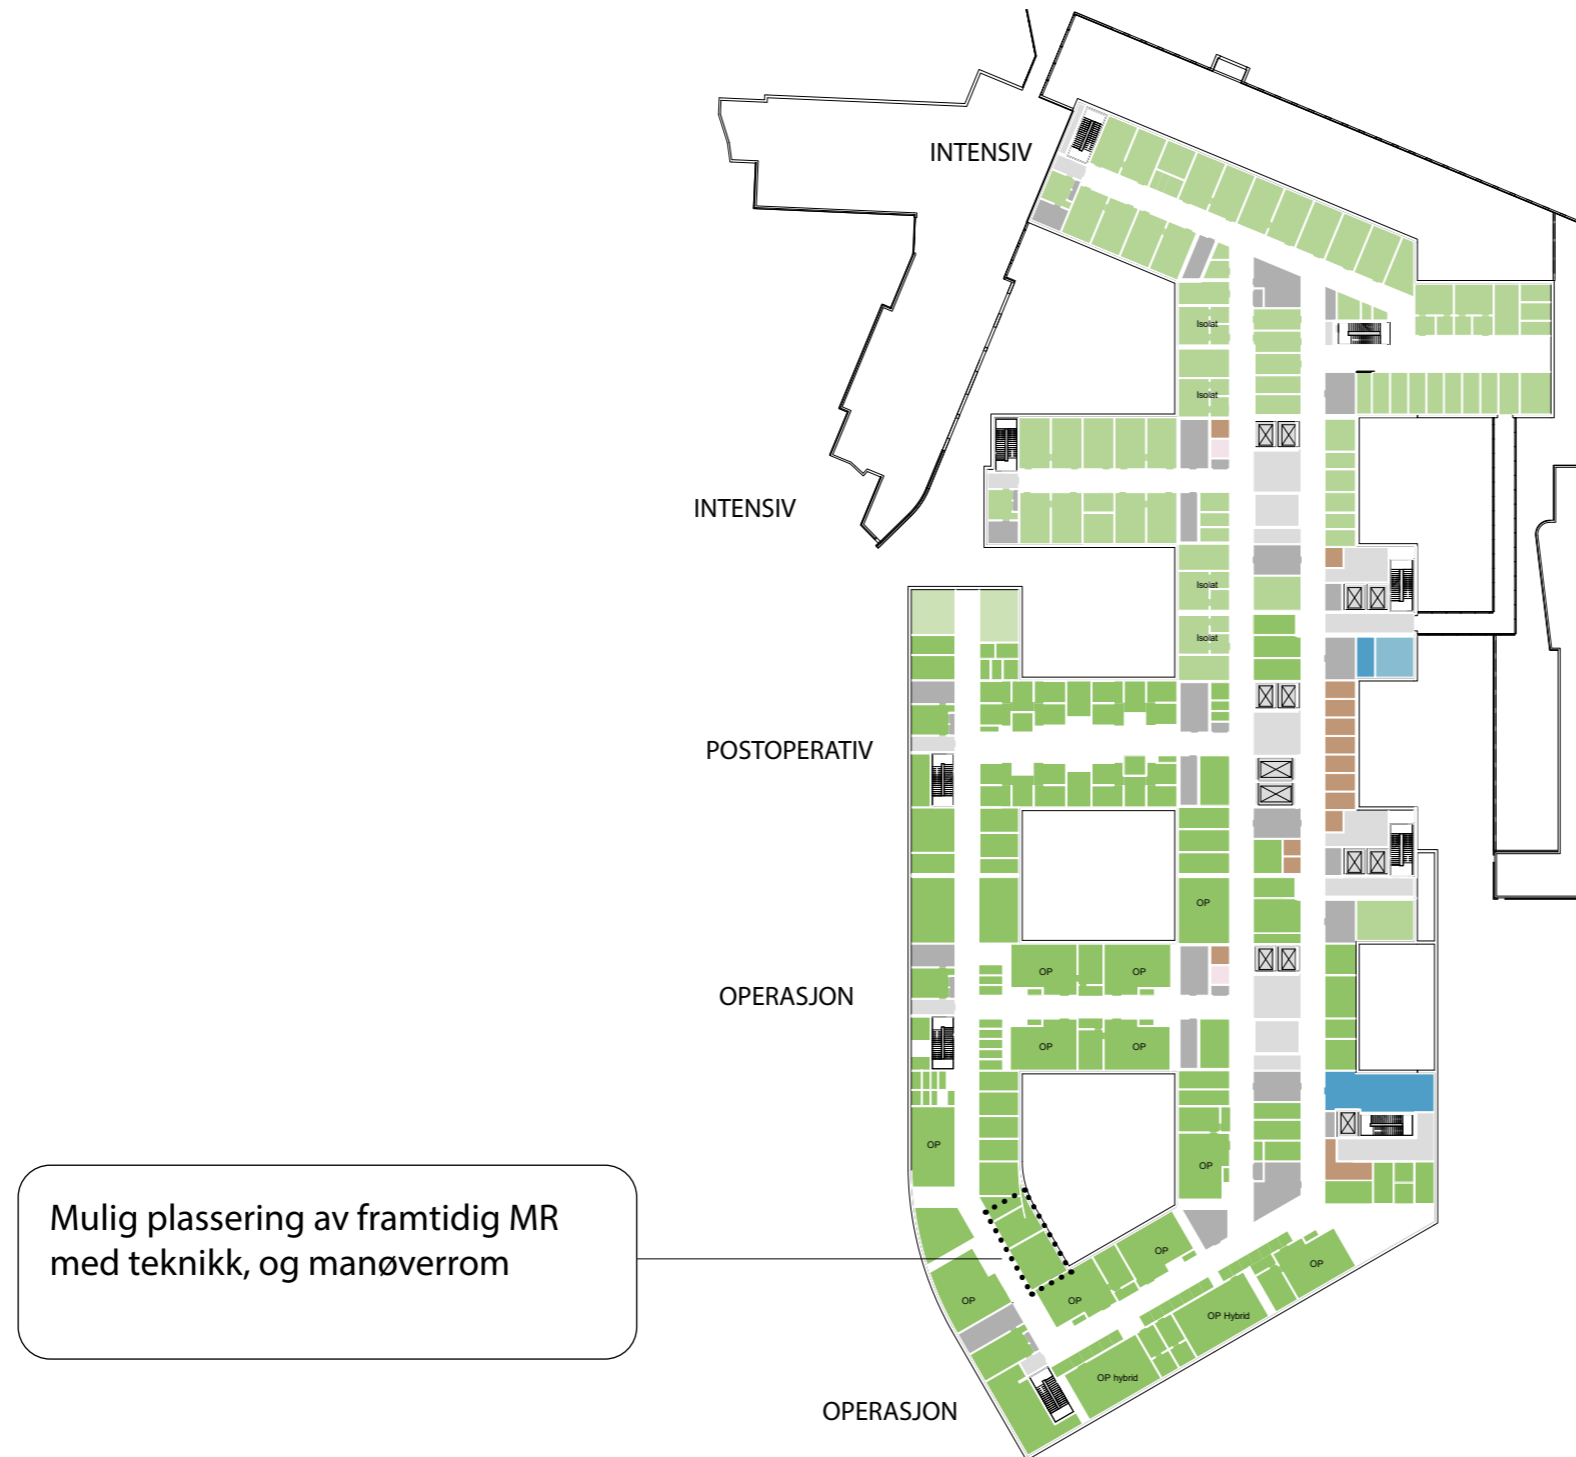 INTENSIV
Isolat
Isolat
INTENSIV
Isolat
Isolat
POSTOPERATIV
OP
OP
OP
OPERASJON
OP
OP
OP
OP
Mulig plassering av framtidig MR
med teknikk, og manøverrom
OP
OP
OP
OP
OP Hybrid
OP hybrid
OPERASJON